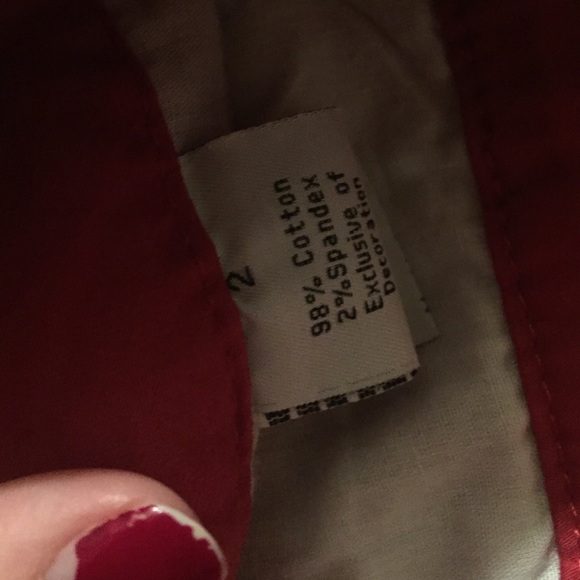 2
98% Cotton
2% Spandex
Exclusive of
Decoration